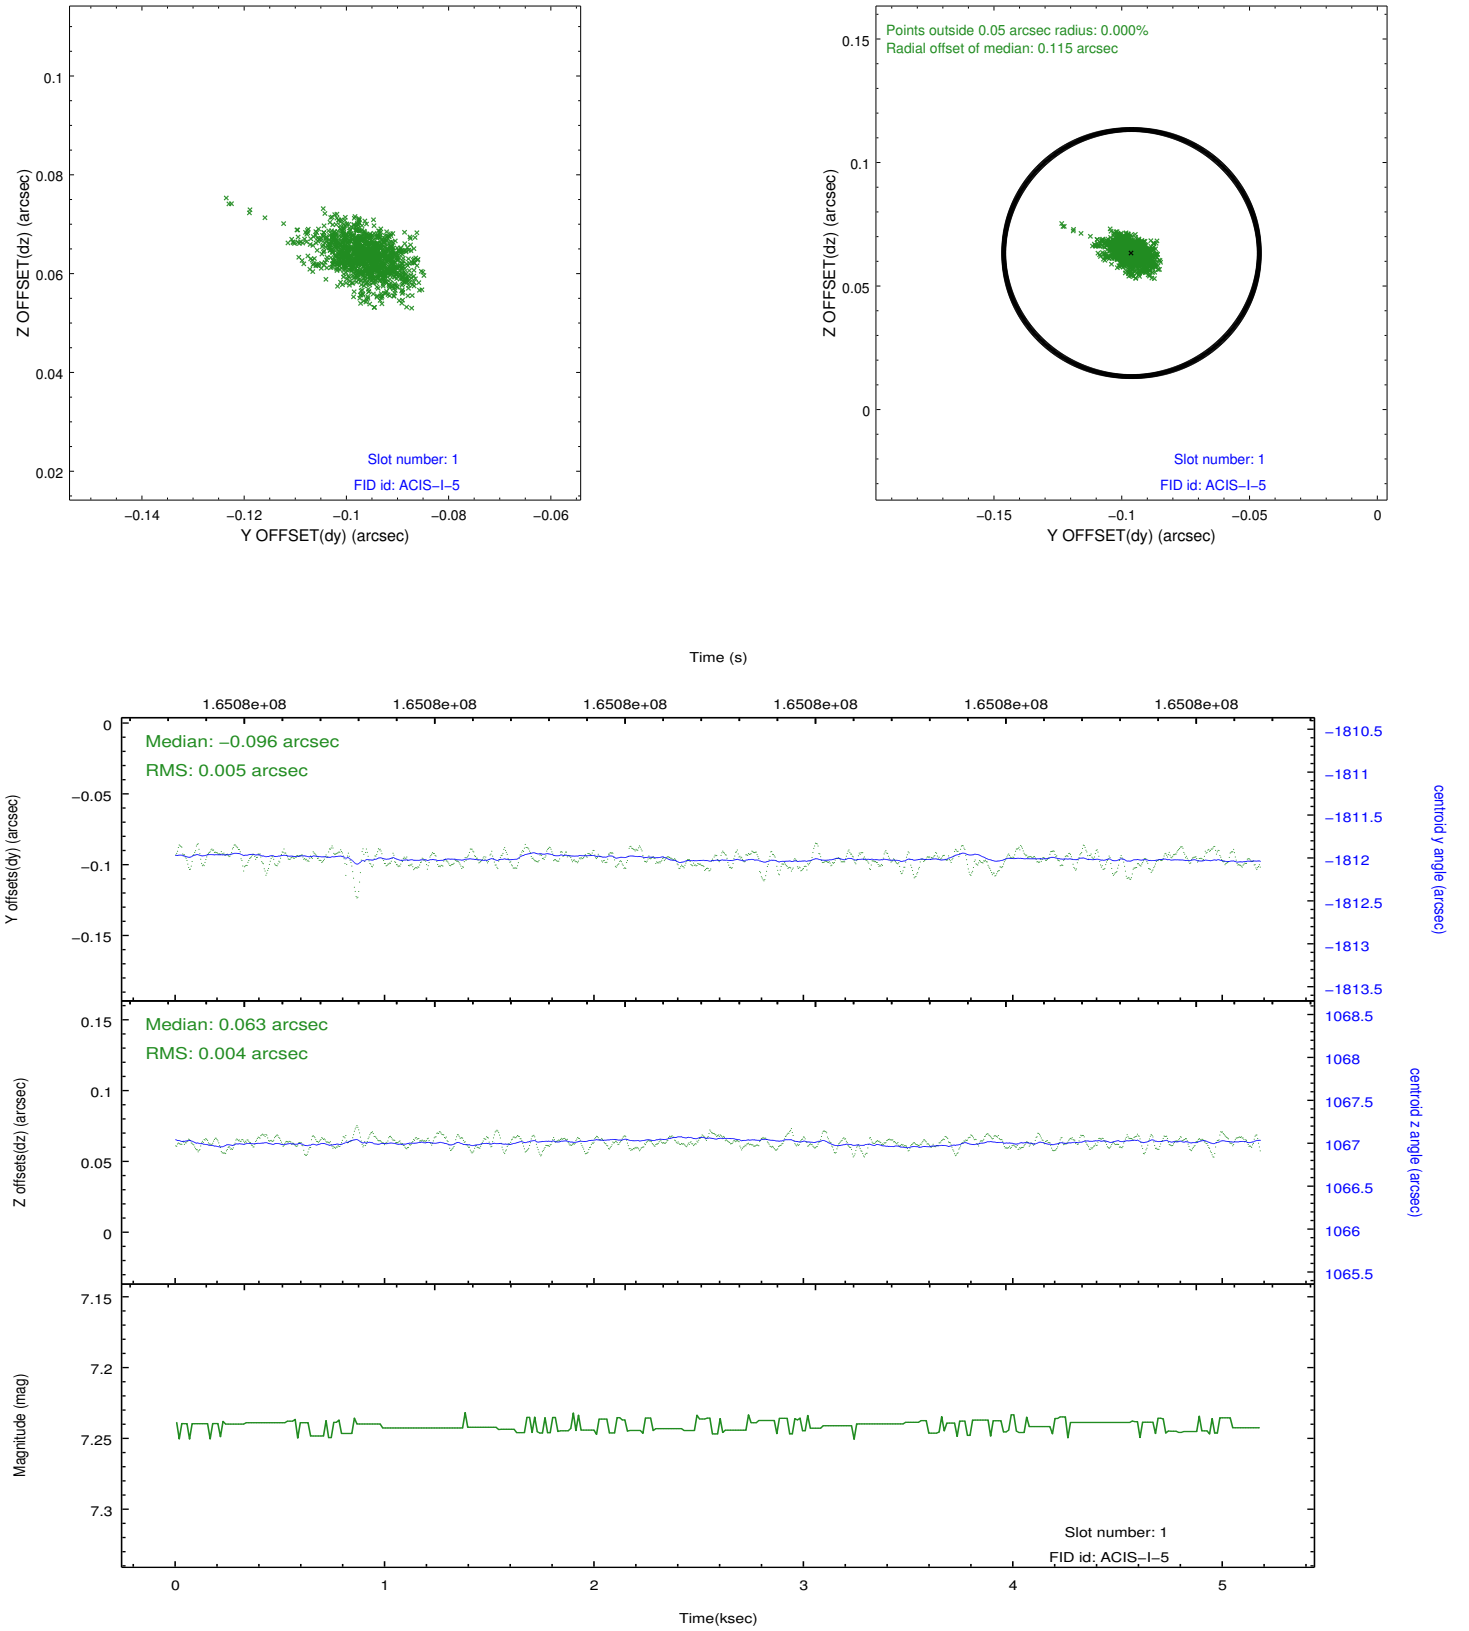 0.1
0.08
0.06
0.04
0.02
Z OFFSET(dz) (arcsec)
Slot number: 1
FID id: ACIS−I−5
−0.14 −0.12 −0.1 −0.08 −0.06
Y OFFSET(dy) (arcsec)
Points outside 0.05 arcsec radius: 0.000%
Radial offset of median: 0.115 arcsec
0.15
0.1
0.05
0
Z OFFSET(dz) (arcsec)
Slot number: 1
FID id: ACIS−I−5
−0.15 −0.1 −0.05 0
Y OFFSET(dy) (arcsec)
Time (s)
1.6508e+08 1.6508e+08 1.6508e+08 1.6508e+08 1.6508e+08 1.6508e+08
Median: −0.096 arcsec
RMS: 0.005 arcsec
0
−0.05
−0.1
−0.15
Y offsets(dy) (arcsec)
−1810.5
−1811
−1811.5
−1812
−1812.5
−1813
−1813.5
centroid y angle (arcsec)
Median: 0.063 arcsec
RMS: 0.004 arcsec
0.15
0.1
0.05
0
Z offsets(dz) (arcsec)
1068.5
1068
1067.5
1067
1066.5
1066
1065.5
centroid z angle (arcsec)
7.15
7.2
7.25
7.3
Magnitude (mag)
Slot number: 1
FID id: ACIS−I−5
0 1 2 3 4 5
Time(ksec)